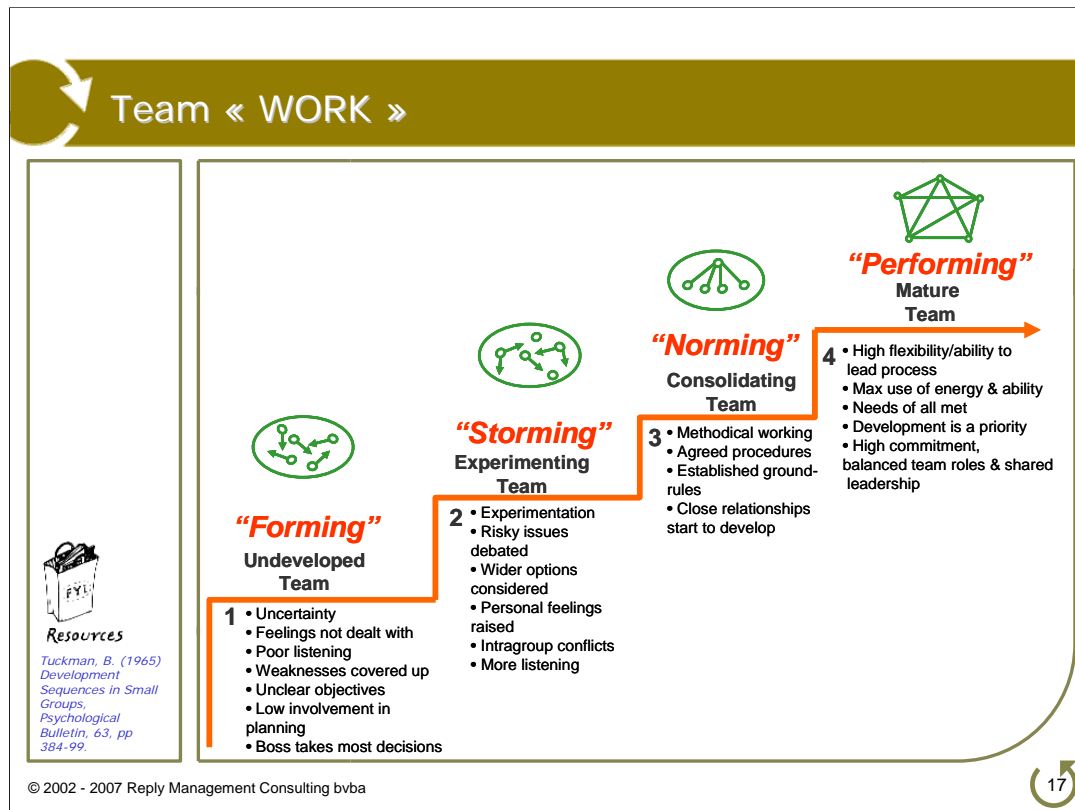 Team « WORK »
FYI
Resources
Tuckman, B. (1965)
Development
Sequences in Small
Groups,
Psychological
Bulletin, 63, pp
384-99.
“Forming”
Undeveloped
Team
1
• Uncertainty
• Feelings not dealt with
• Poor listening
• Weaknesses covered up
• Unclear objectives
• Low involvement in
planning
• Boss takes most decisions
“Storming”
Experimenting
Team
2
• Experimentation
• Risky issues
debated
• Wider options
considered
• Personal feelings
raised
• Intragroup conflicts
• More listening
“Norming”
Consolidating
Team
3
• Methodical working
• Agreed procedures
• Established ground-
rules
• Close relationships
start to develop
“Performing”
Mature
Team
4
• High flexibility/ability to
lead process
• Max use of energy & ability
• Needs of all met
• Development is a priority
• High commitment,
balanced team roles & shared
leadership
© 2002 - 2007 Reply Management Consulting bvba
17